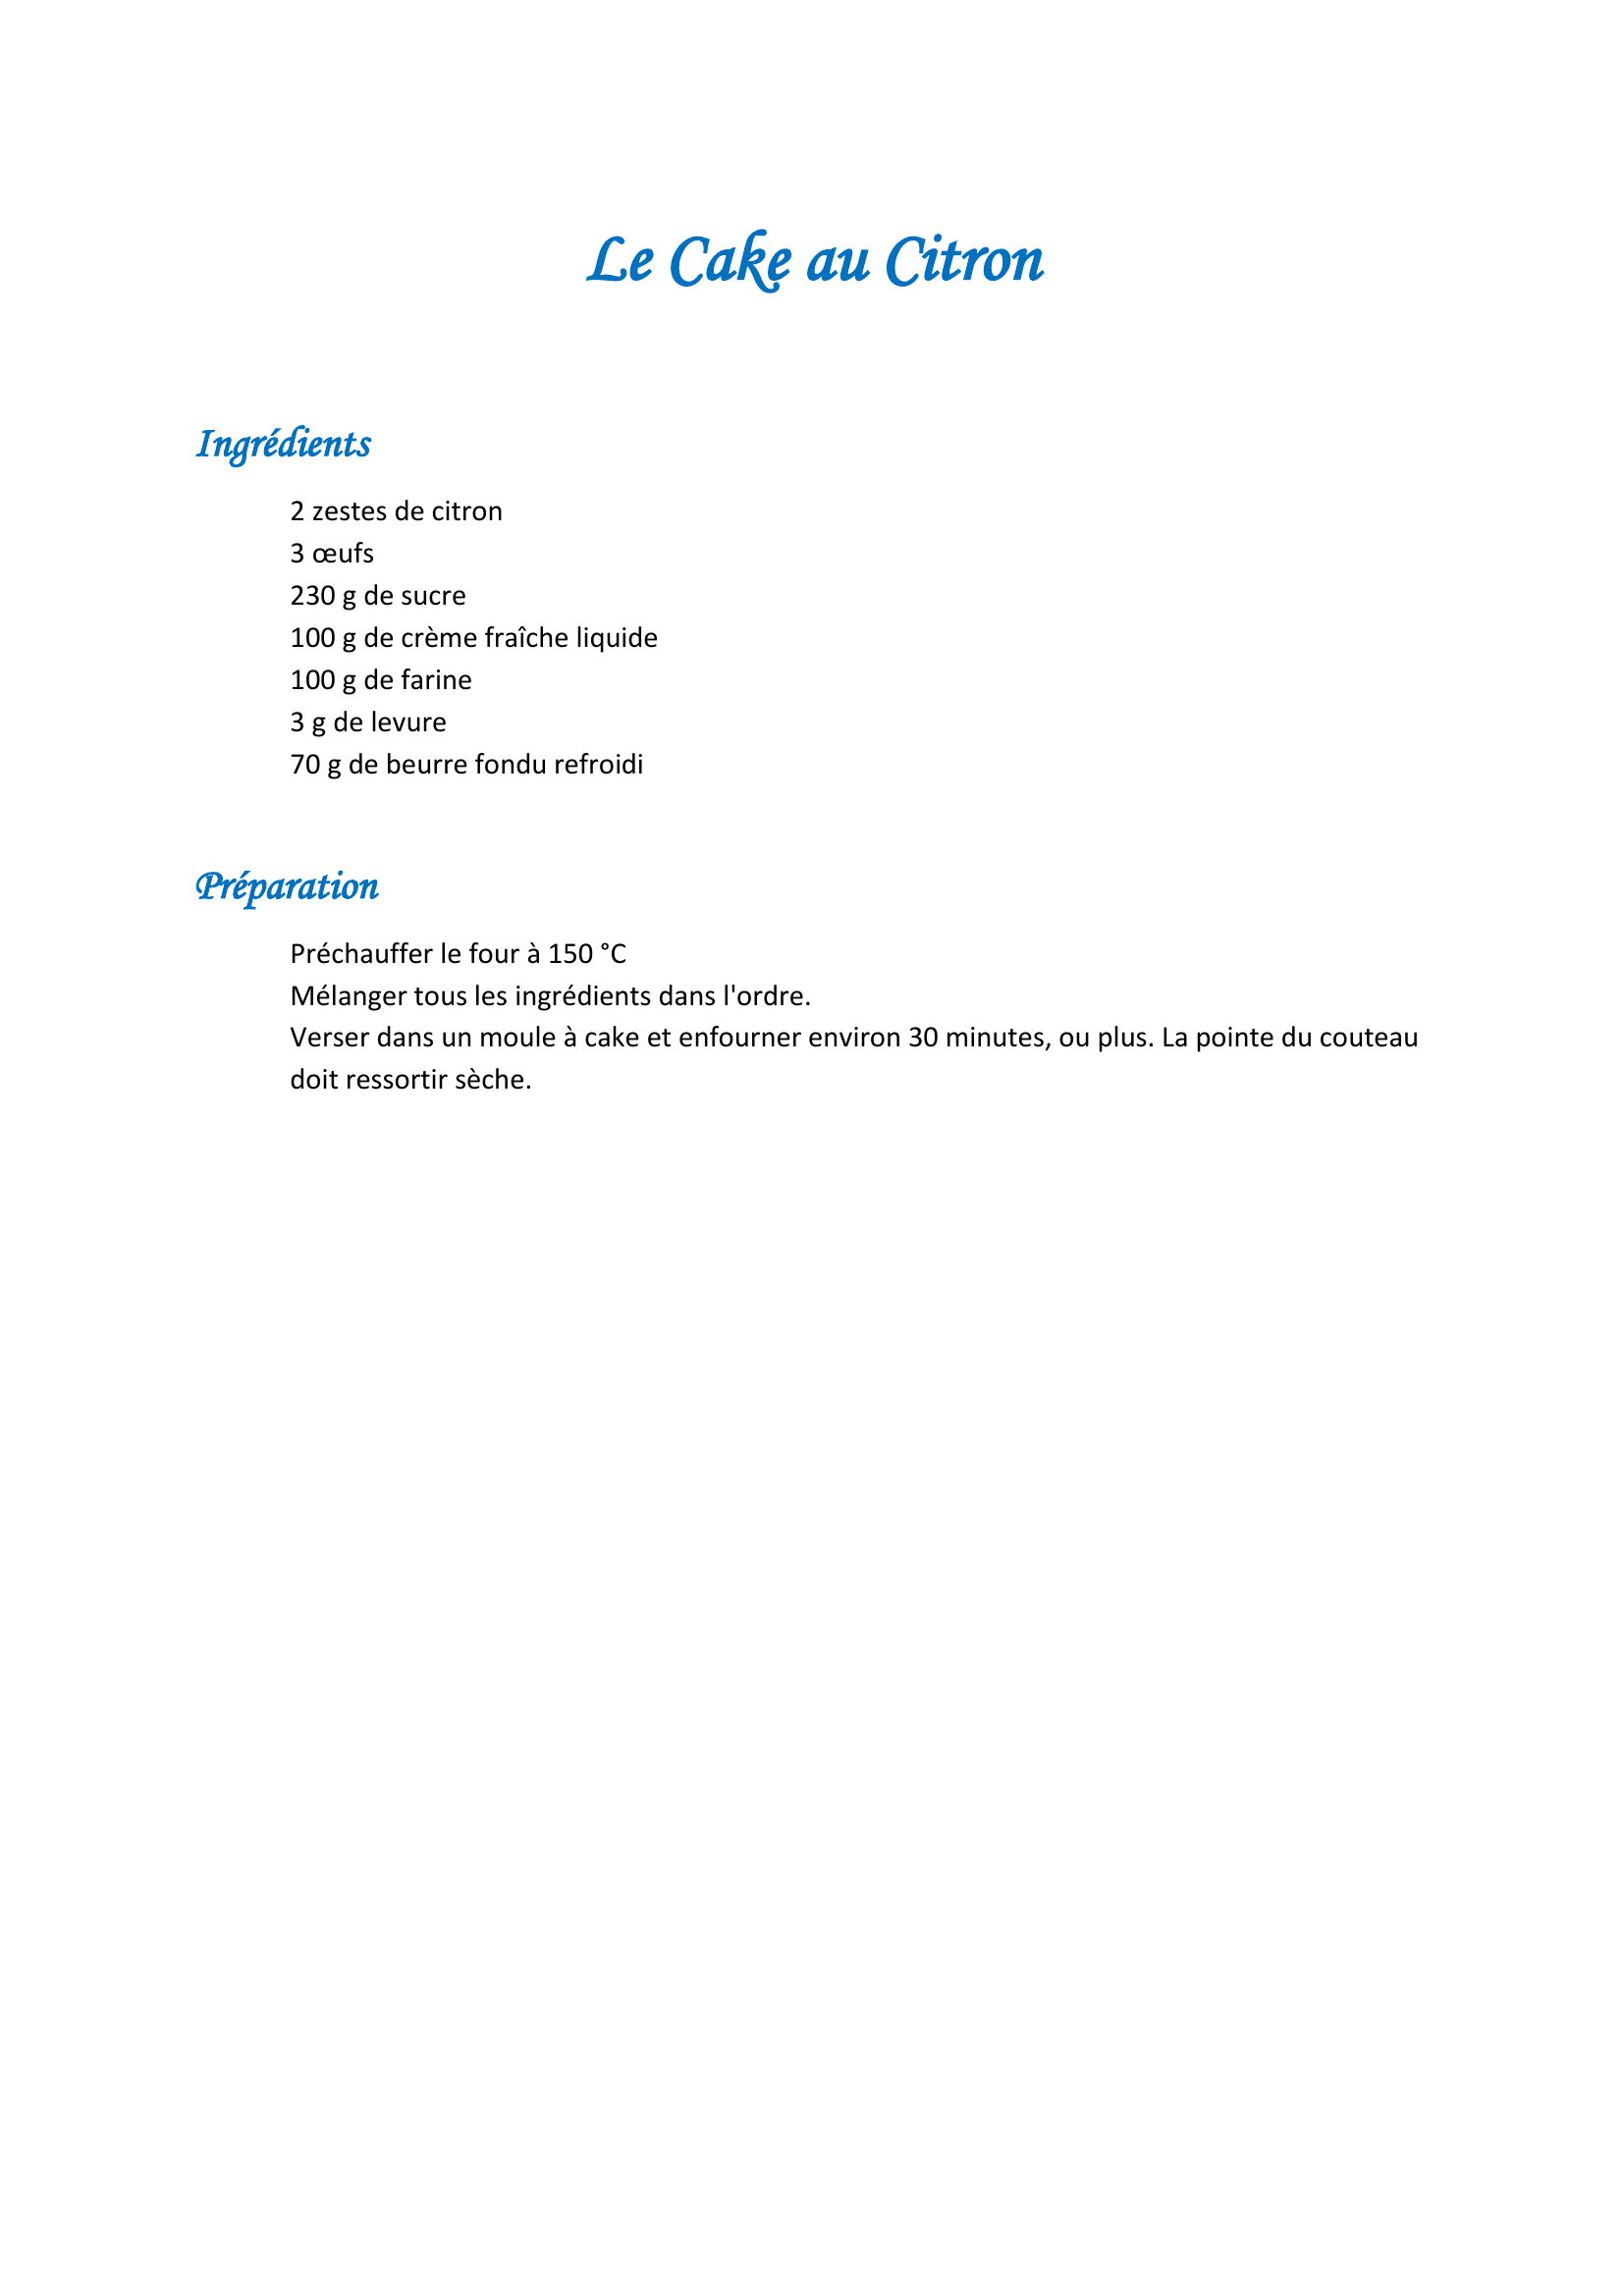 Le Cake au Citron
Ingrédients
2 zestes de citron
3 œufs
230 g de sucre
100 g de crème fraîche liquide
100 g de farine
3 g de levure
70 g de beurre fondu refroidi
Préparation
Préchauffer le four à 150 °C
Mélanger tous les ingrédients dans l'ordre.
Verser dans un moule à cake et enfourner environ 30 minutes, ou plus. La pointe du couteau
doit ressortir sèche.